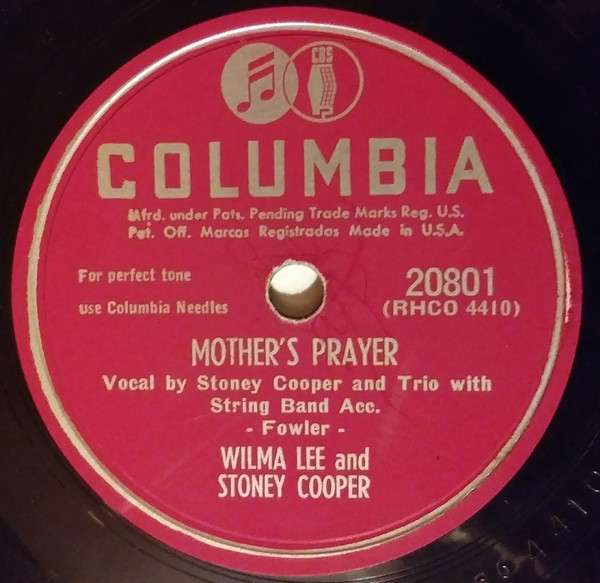 CBS
COLUMBIA
Mfrd. under Pats. Pending Trade Marks Reg. U.S.
Pat. Off. Marcas Registradas Made in U.S.A.
For perfect tone
use Columbia Needles
20801
(RHCO 4410)
MOTHER'S PRAYER
Vocal by Stoney Cooper and Trio with
String Band Acc.
- Fowler -
WILMA LEE and
STONEY COOPER